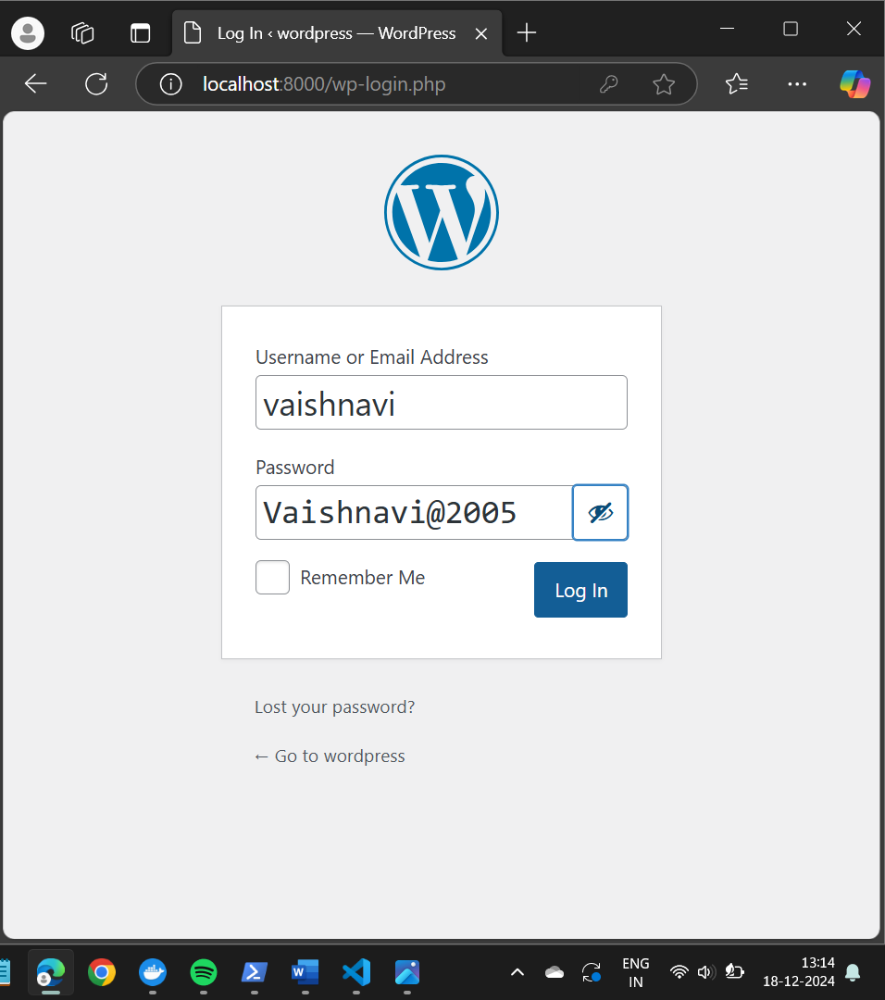 Log In ‹ wordpress — WordPress
localhost:8000/wp-login.php
Username or Email Address
vaishnavi
Password
Vaishnavi@2005
Remember Me
Log In
Lost your password?
← Go to wordpress
ENG
IN
13:14
18-12-2024